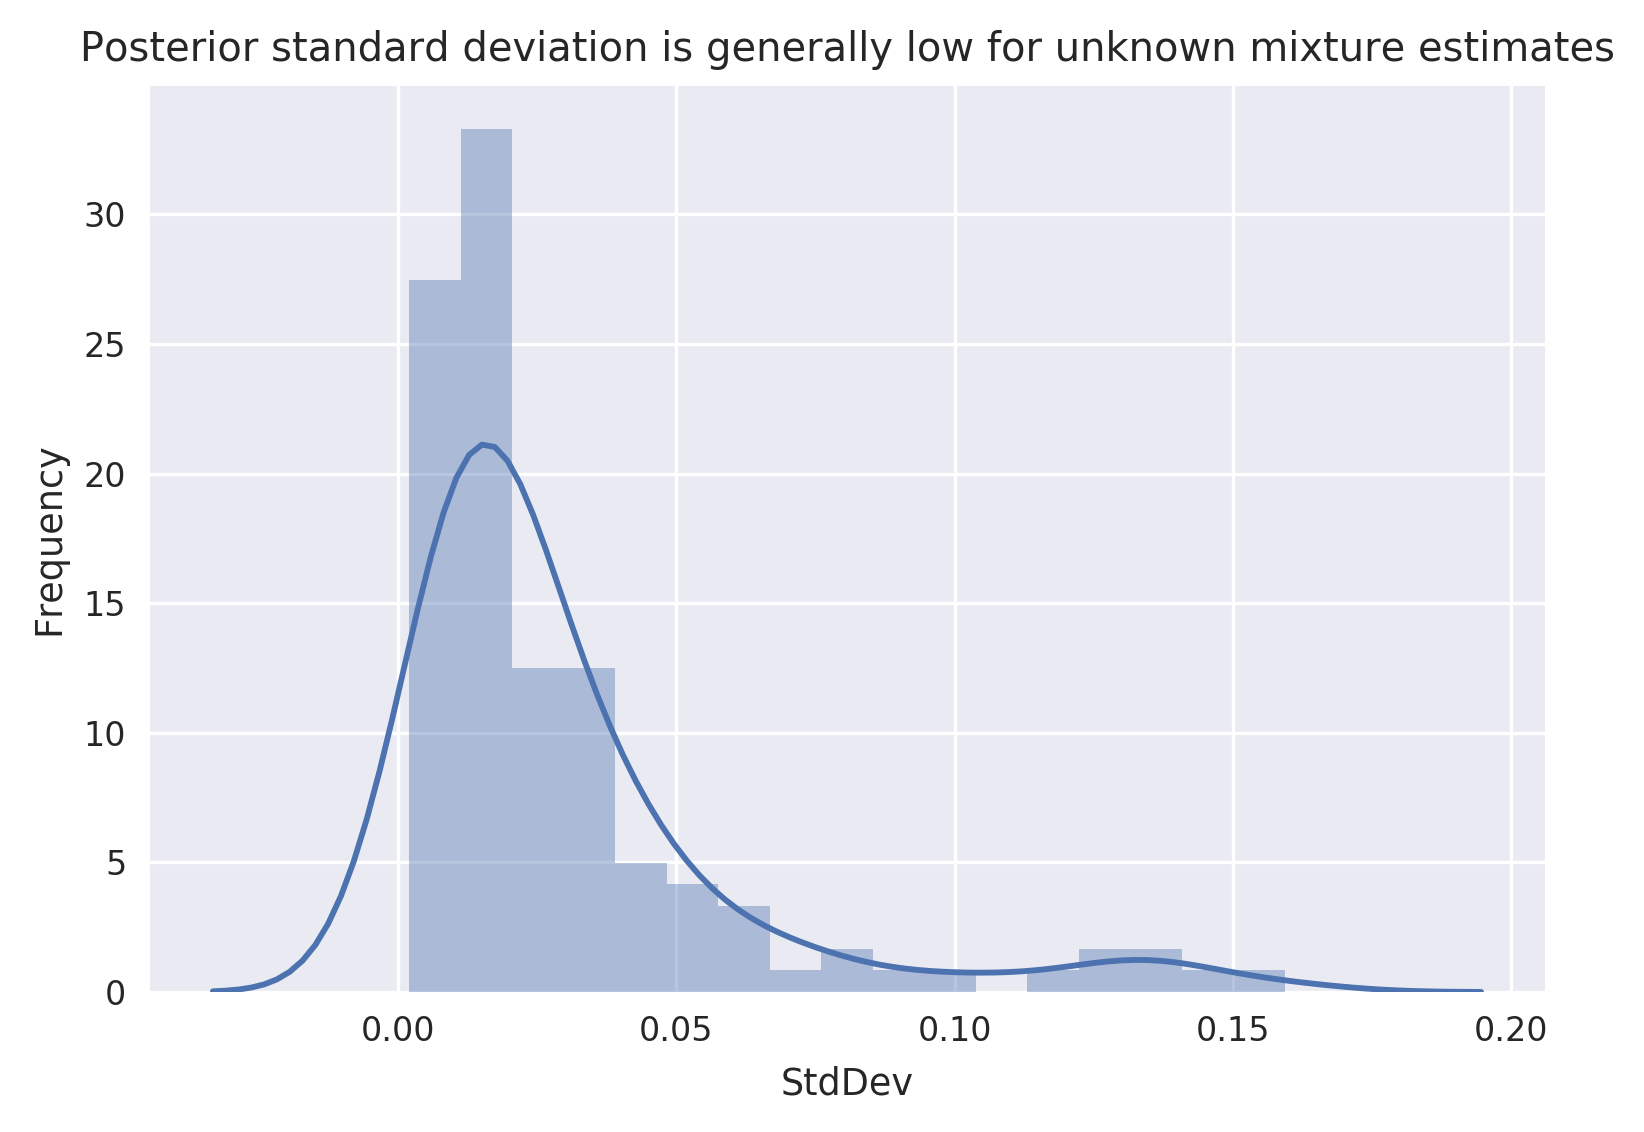 Posterior standard deviation is generally low for unknown mixture estimates
30
25
20
15
10
5
0
Frequency
0.00 0.05 0.10 0.15 0.20
StdDev